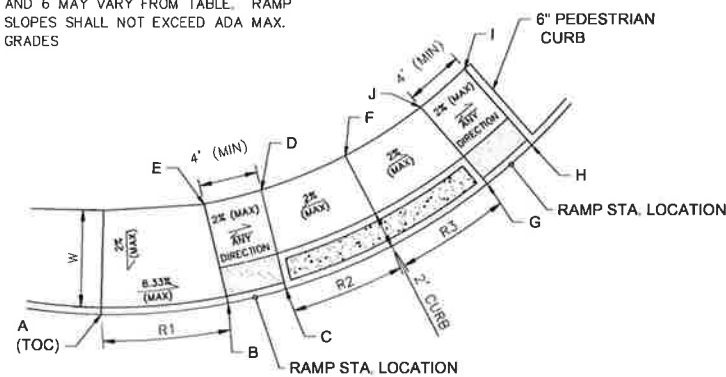 AND 6 MAY VARY FROM TABLE. RAMP
SLOPES SHALL NOT EXCEED ADA MAX.
GRADES
I
6" PEDESTRIAN
CURB
4' (MIN)
J
2% (MAX)
ANY
DIRECTION
F
D
4' (MIN)
E
2%
(MAX)
2%
(MAX)
2% (MAX)
ANY
DIRECTION
H
RAMP STA. LOCATION
G
W
2%
(MAX)
8.33%
(MAX)
R3
R2
2' CURB
R1
A
(TOC)
C
B
RAMP STA. LOCATION